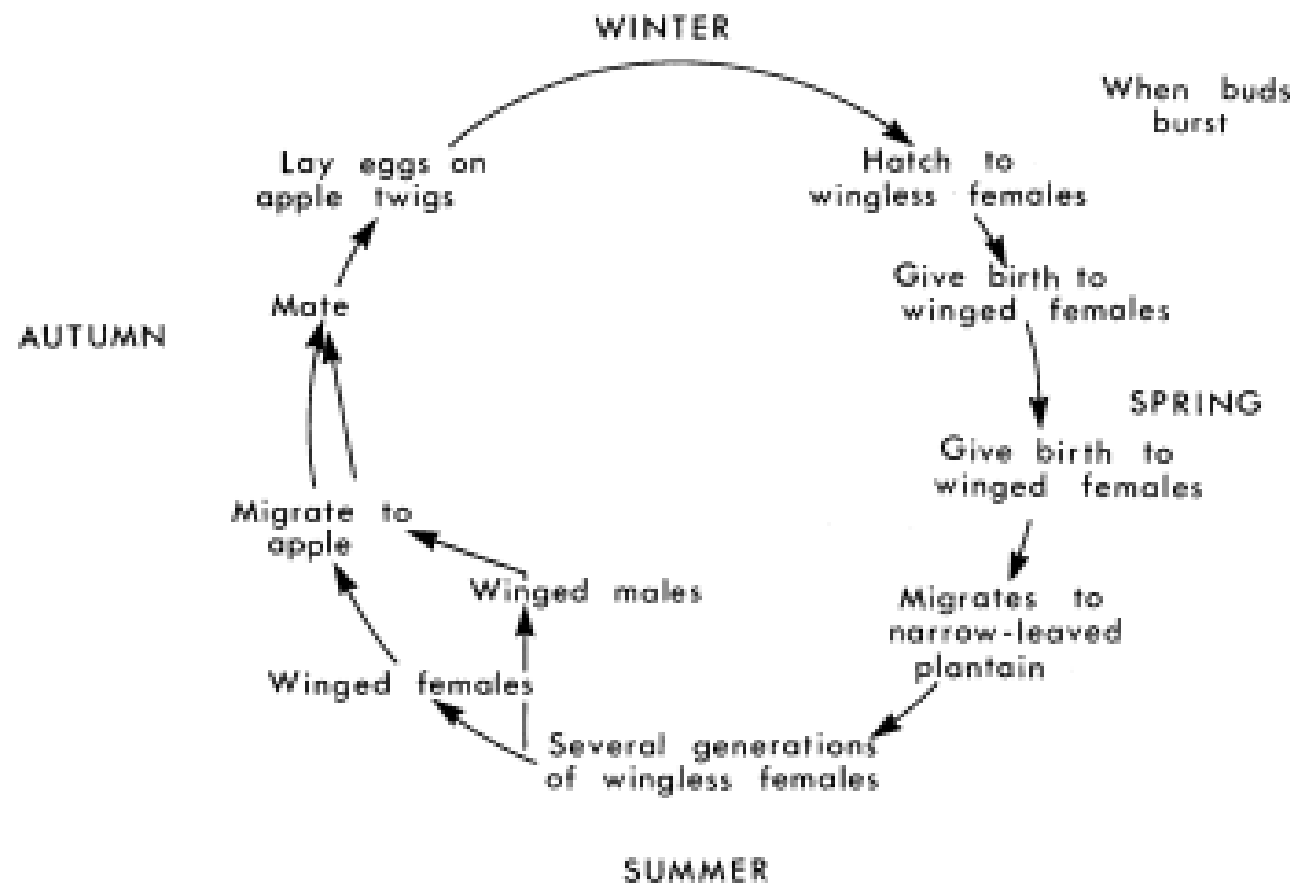 WINTER
When buds
burst
Lay eggs on
apple twigs
Hatch to
wingless females
Give birth to
winged females
Mate
AUTUMN
SPRING
Give birth to
winged females
Migrate to
apple
Winged males
Migrates to
narrow-leaved
plantain
Winged females
Several generations
of wingless females
SUMMER